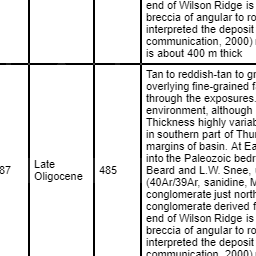 end of Wilson Ridge is
breccia of angular to ro
interpreted the deposit
communication, 2000)
is about 400 m thick
Tan to reddish-tan to gr
overlying fine-grained f
through the exposures.
environment, although
Thickness highly variab
in southern part of Thu
margins of basin. At Ea
into the Paleozoic bedr
Beard and L.W. Snee,
(40Ar/39Ar, sanidine, M
conglomerate just north
conglomerate derived f
end of Wilson Ridge is
breccia of angular to ro
interpreted the deposit
communication, 2000)
87
Late
Oligocene
485